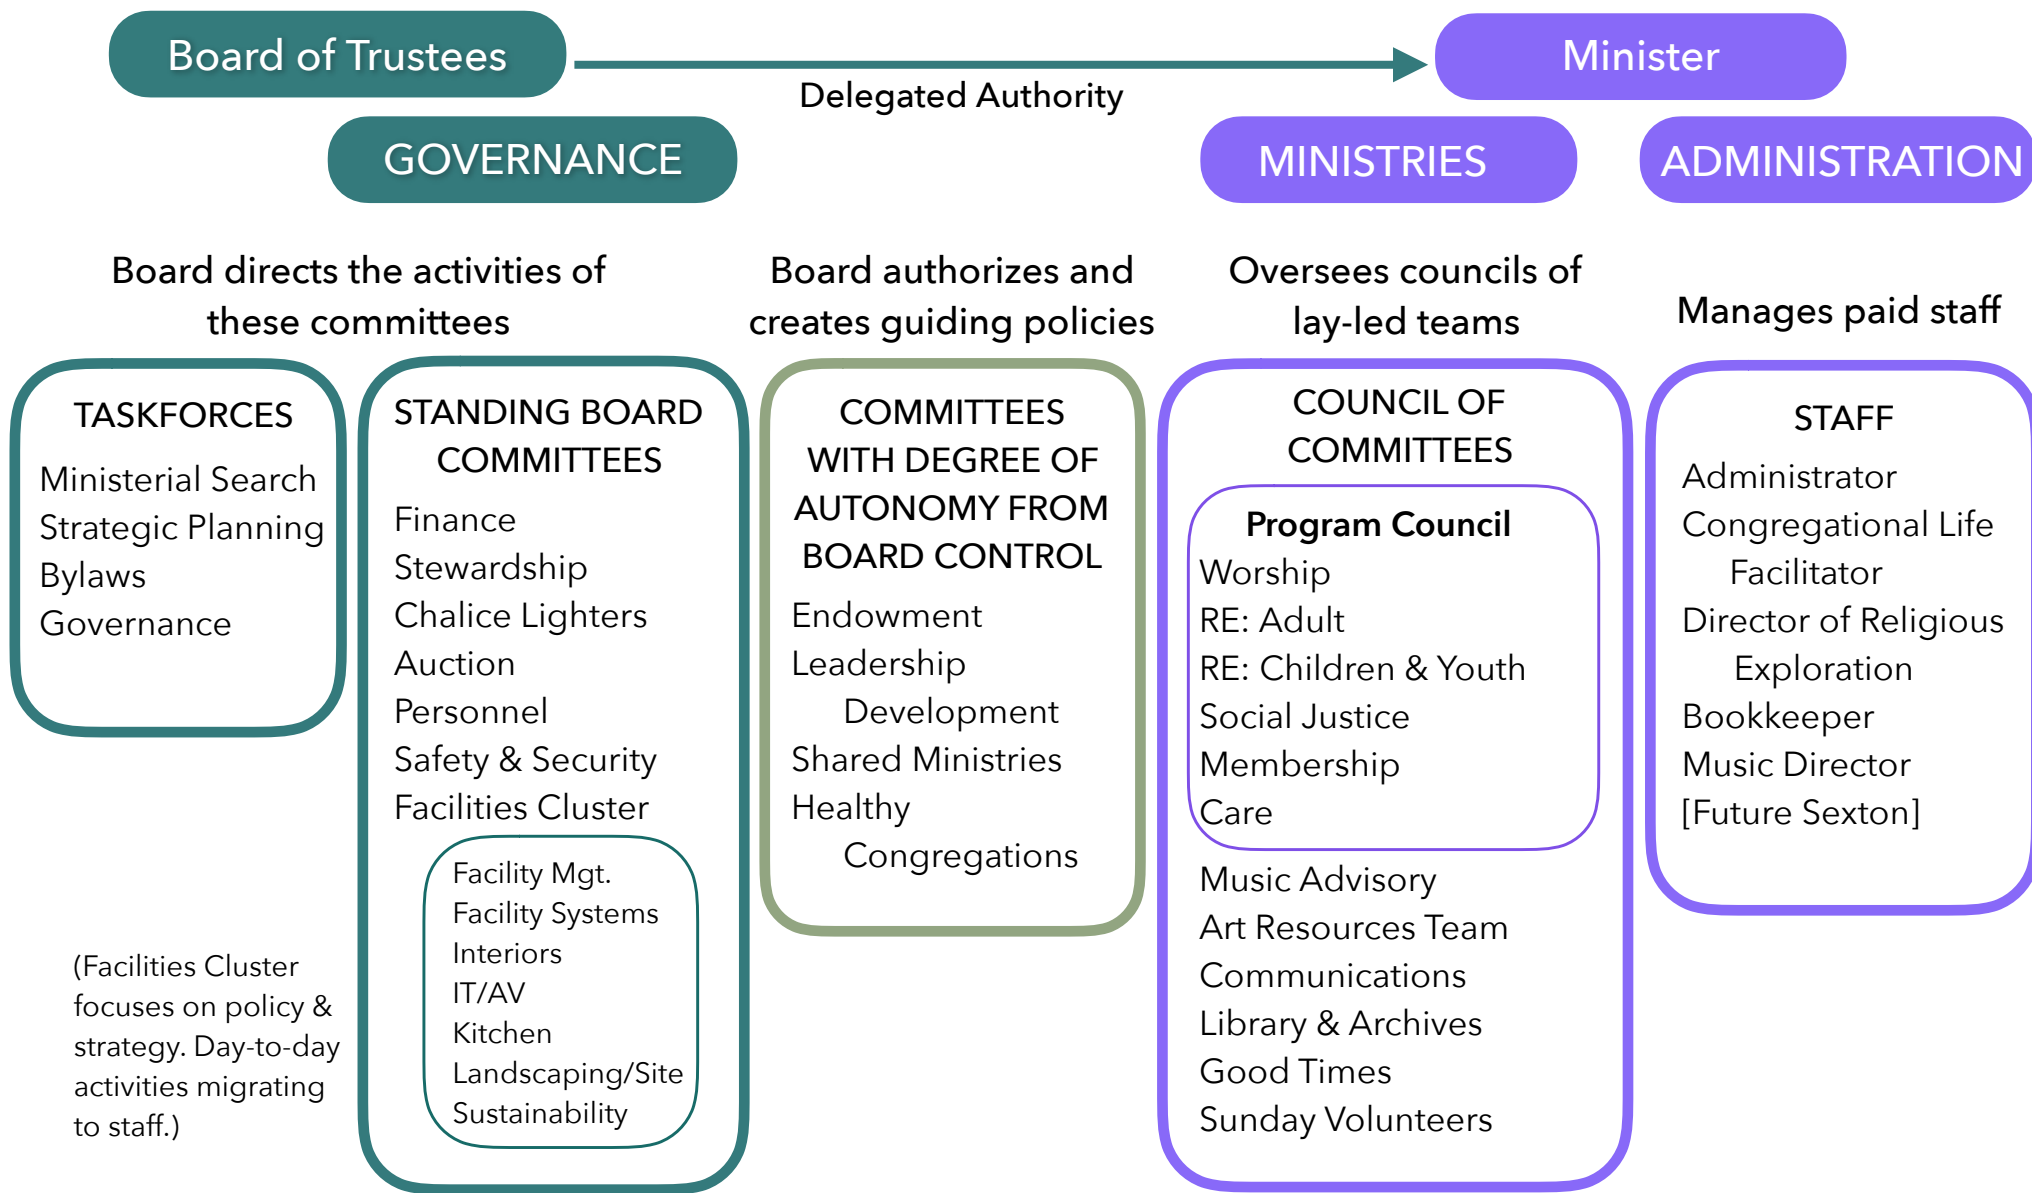 Board of Trustees
Delegated Authority
Minister
GOVERNANCE
MINISTRIES
ADMINISTRATION
Board directs the activities of
these committees
Board authorizes and
creates guiding policies
Oversees councils of
lay-led teams
Manages paid staff
TASKFORCES
Ministerial Search
Strategic Planning
Bylaws
Governance
(Facilities Cluster
focuses on policy &
strategy. Day-to-day
activities migrating
to staff.)
STANDING BOARD
COMMITTEES
Finance
Stewardship
Chalice Lighters
Auction
Personnel
Safety & Security
Facilities Cluster
Facility Mgt.
Facility Systems
Interiors
IT/AV
Kitchen
Landscaping/Site
Sustainability
COMMITTEES
WITH DEGREE OF
AUTONOMY FROM
BOARD CONTROL
Endowment
Leadership
Development
Shared Ministries
Healthy
Congregations
COUNCIL OF
COMMITTEES
Program Council
Worship
RE: Adult
RE: Children & Youth
Social Justice
Membership
Care
Music Advisory
Art Resources Team
Communications
Library & Archives
Good Times
Sunday Volunteers
STAFF
Administrator
Congregational Life
Facilitator
Director of Religious
Exploration
Bookkeeper
Music Director
[Future Sexton]